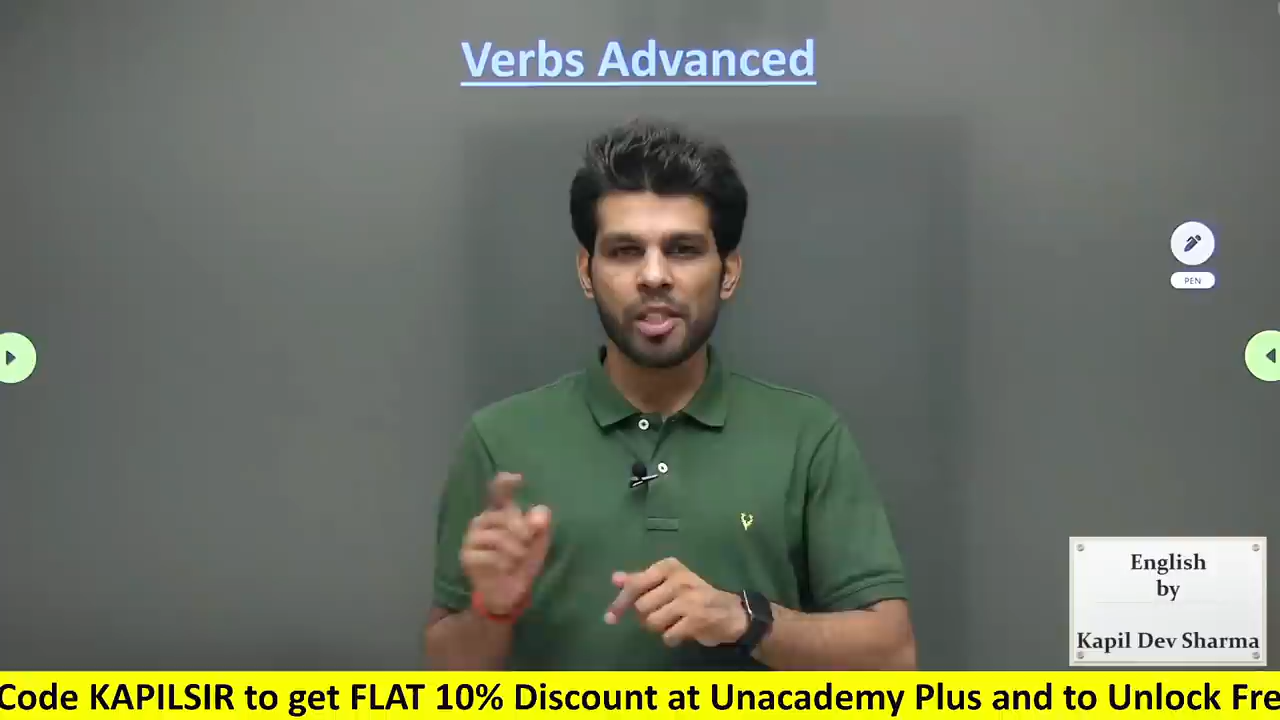 Verbs Advanced
PEN
English
by
Kapil Dev Sharma
Code KAPILSIR to get FLAT 10% Discount at Unacademy Plus and to Unlock Fre